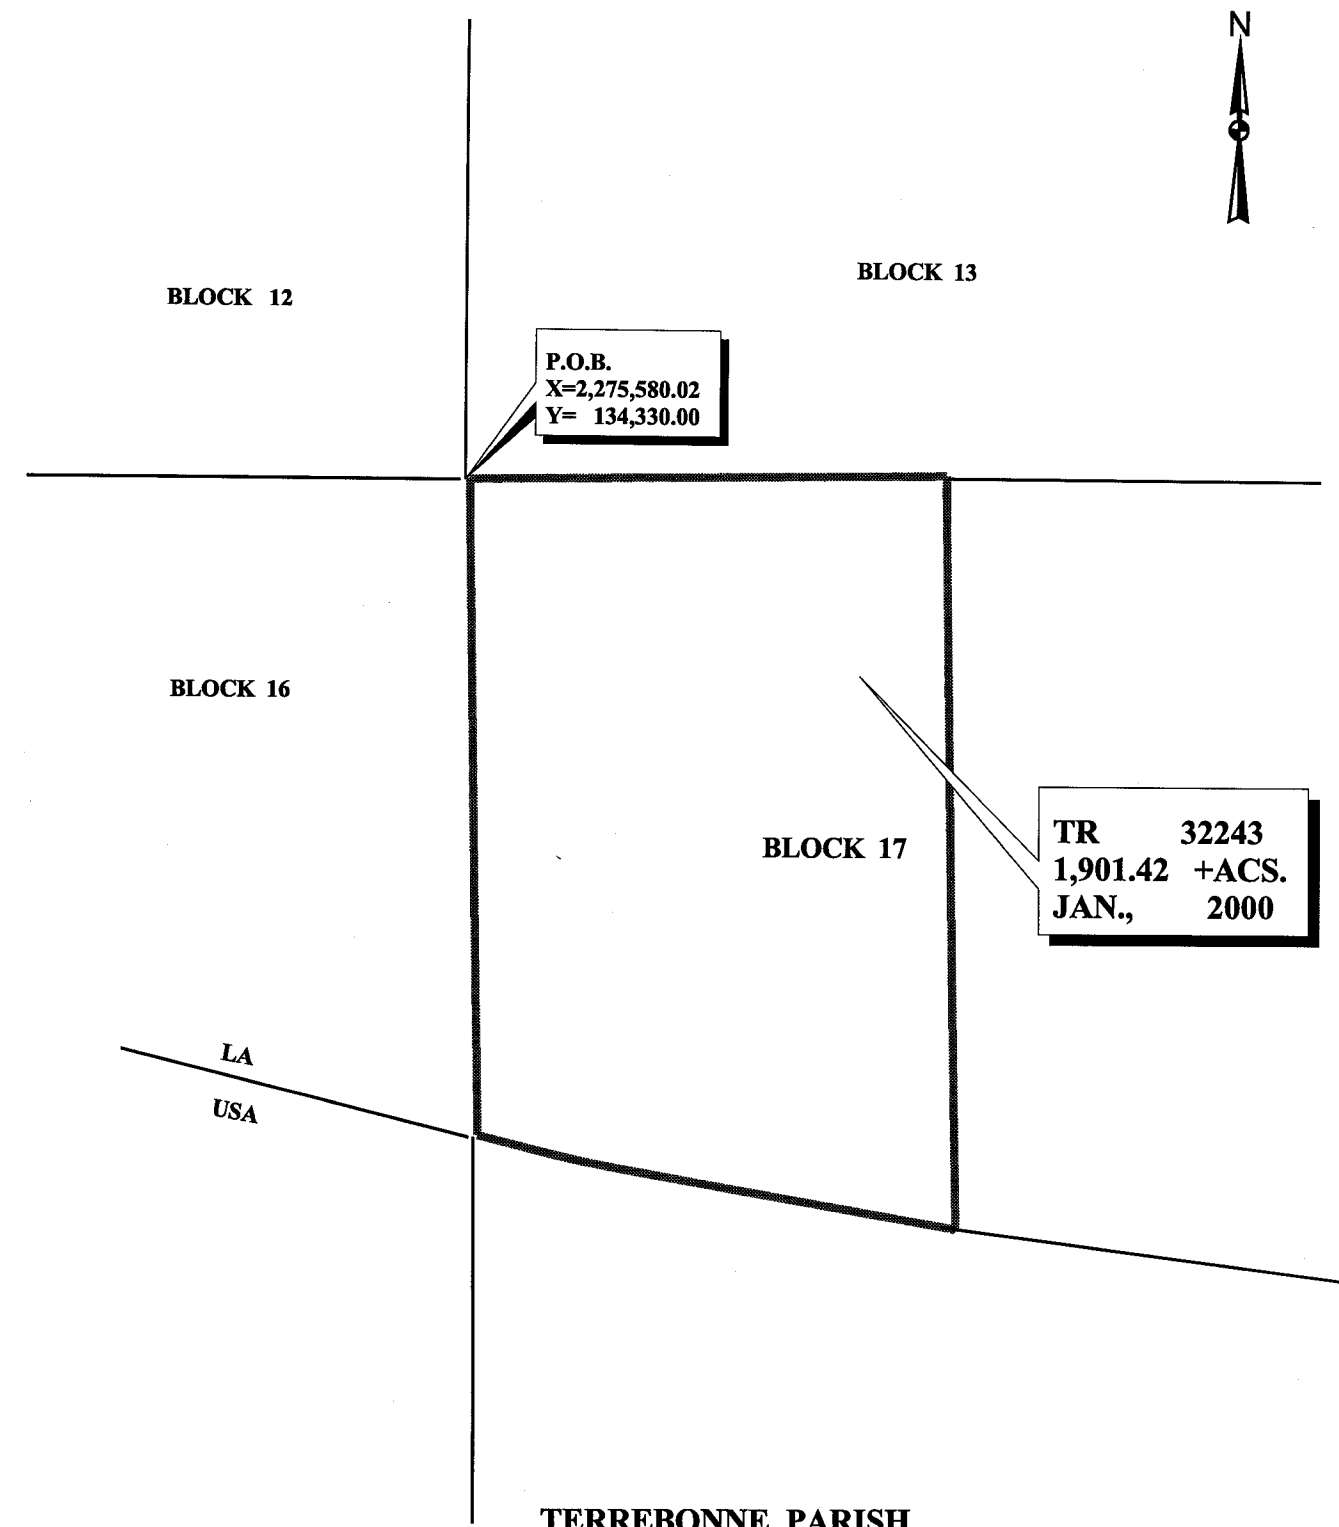 N
BLOCK 13
BLOCK 12
P.O.B.
X=2,275,580.02
Y= 134,330.00
BLOCK 16
BLOCK 17
TR 32243
1,901.42 +ACS.
JAN., 2000
LA
USA
TERREBONNE PARISH